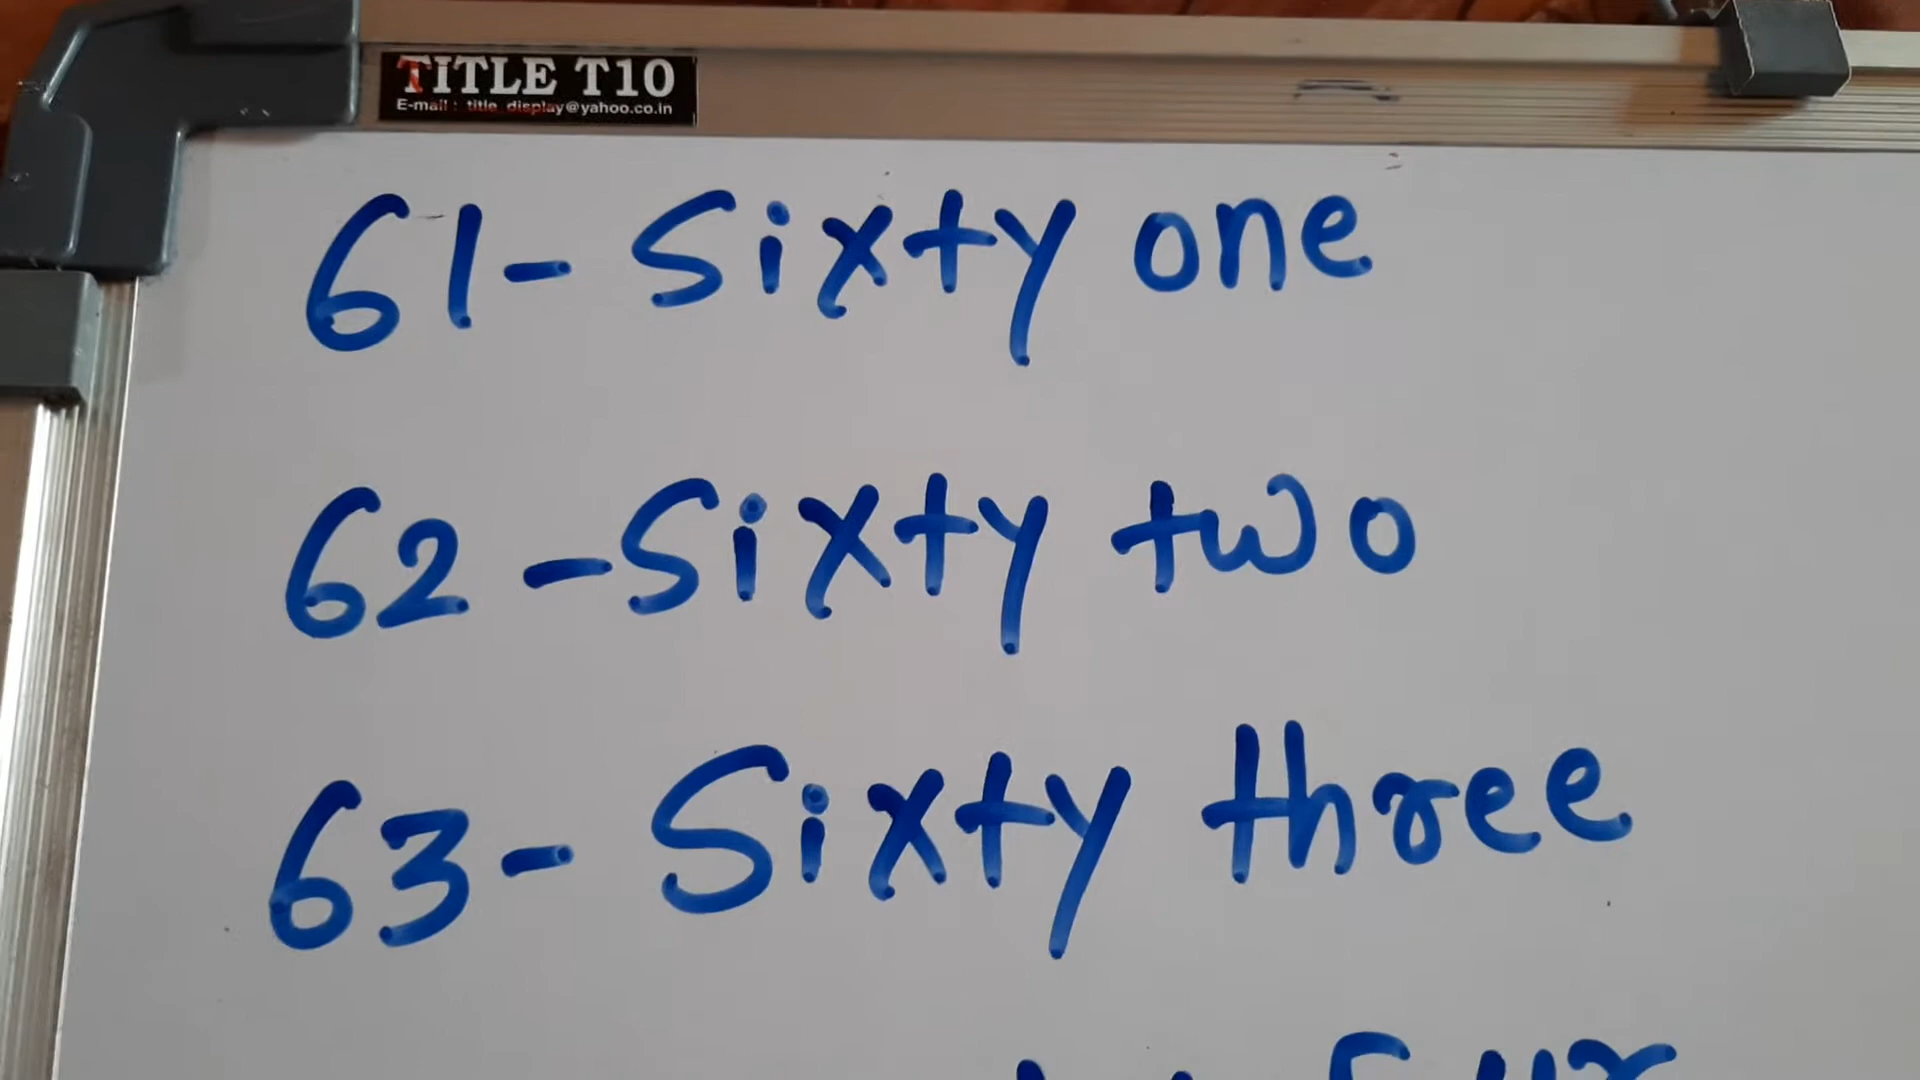 TITLE T10
E-mail : title_display@yahoo.co.in
61- Sixty one
62 -Sixty two
63- Sixty three